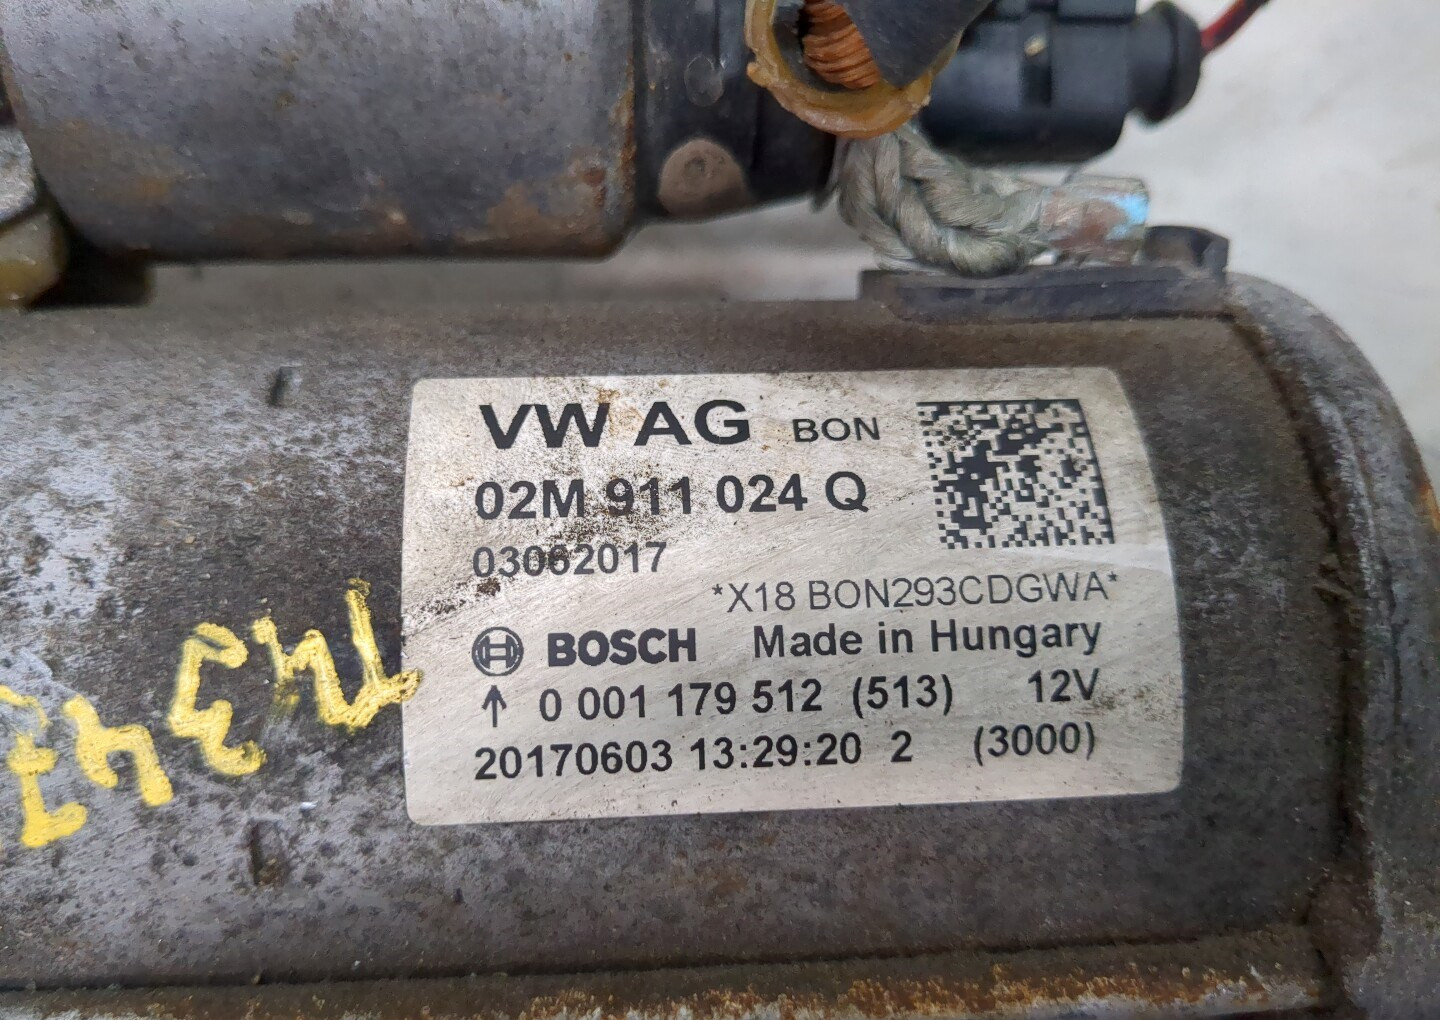 VW AG BON
02M 911 024 Q
03062017
*X18 BON293CDGWA*
BOSCH Made in Hungary
↑ 0 001 179 512 (513) 12V
20170603 13:29:20 2 (3000)